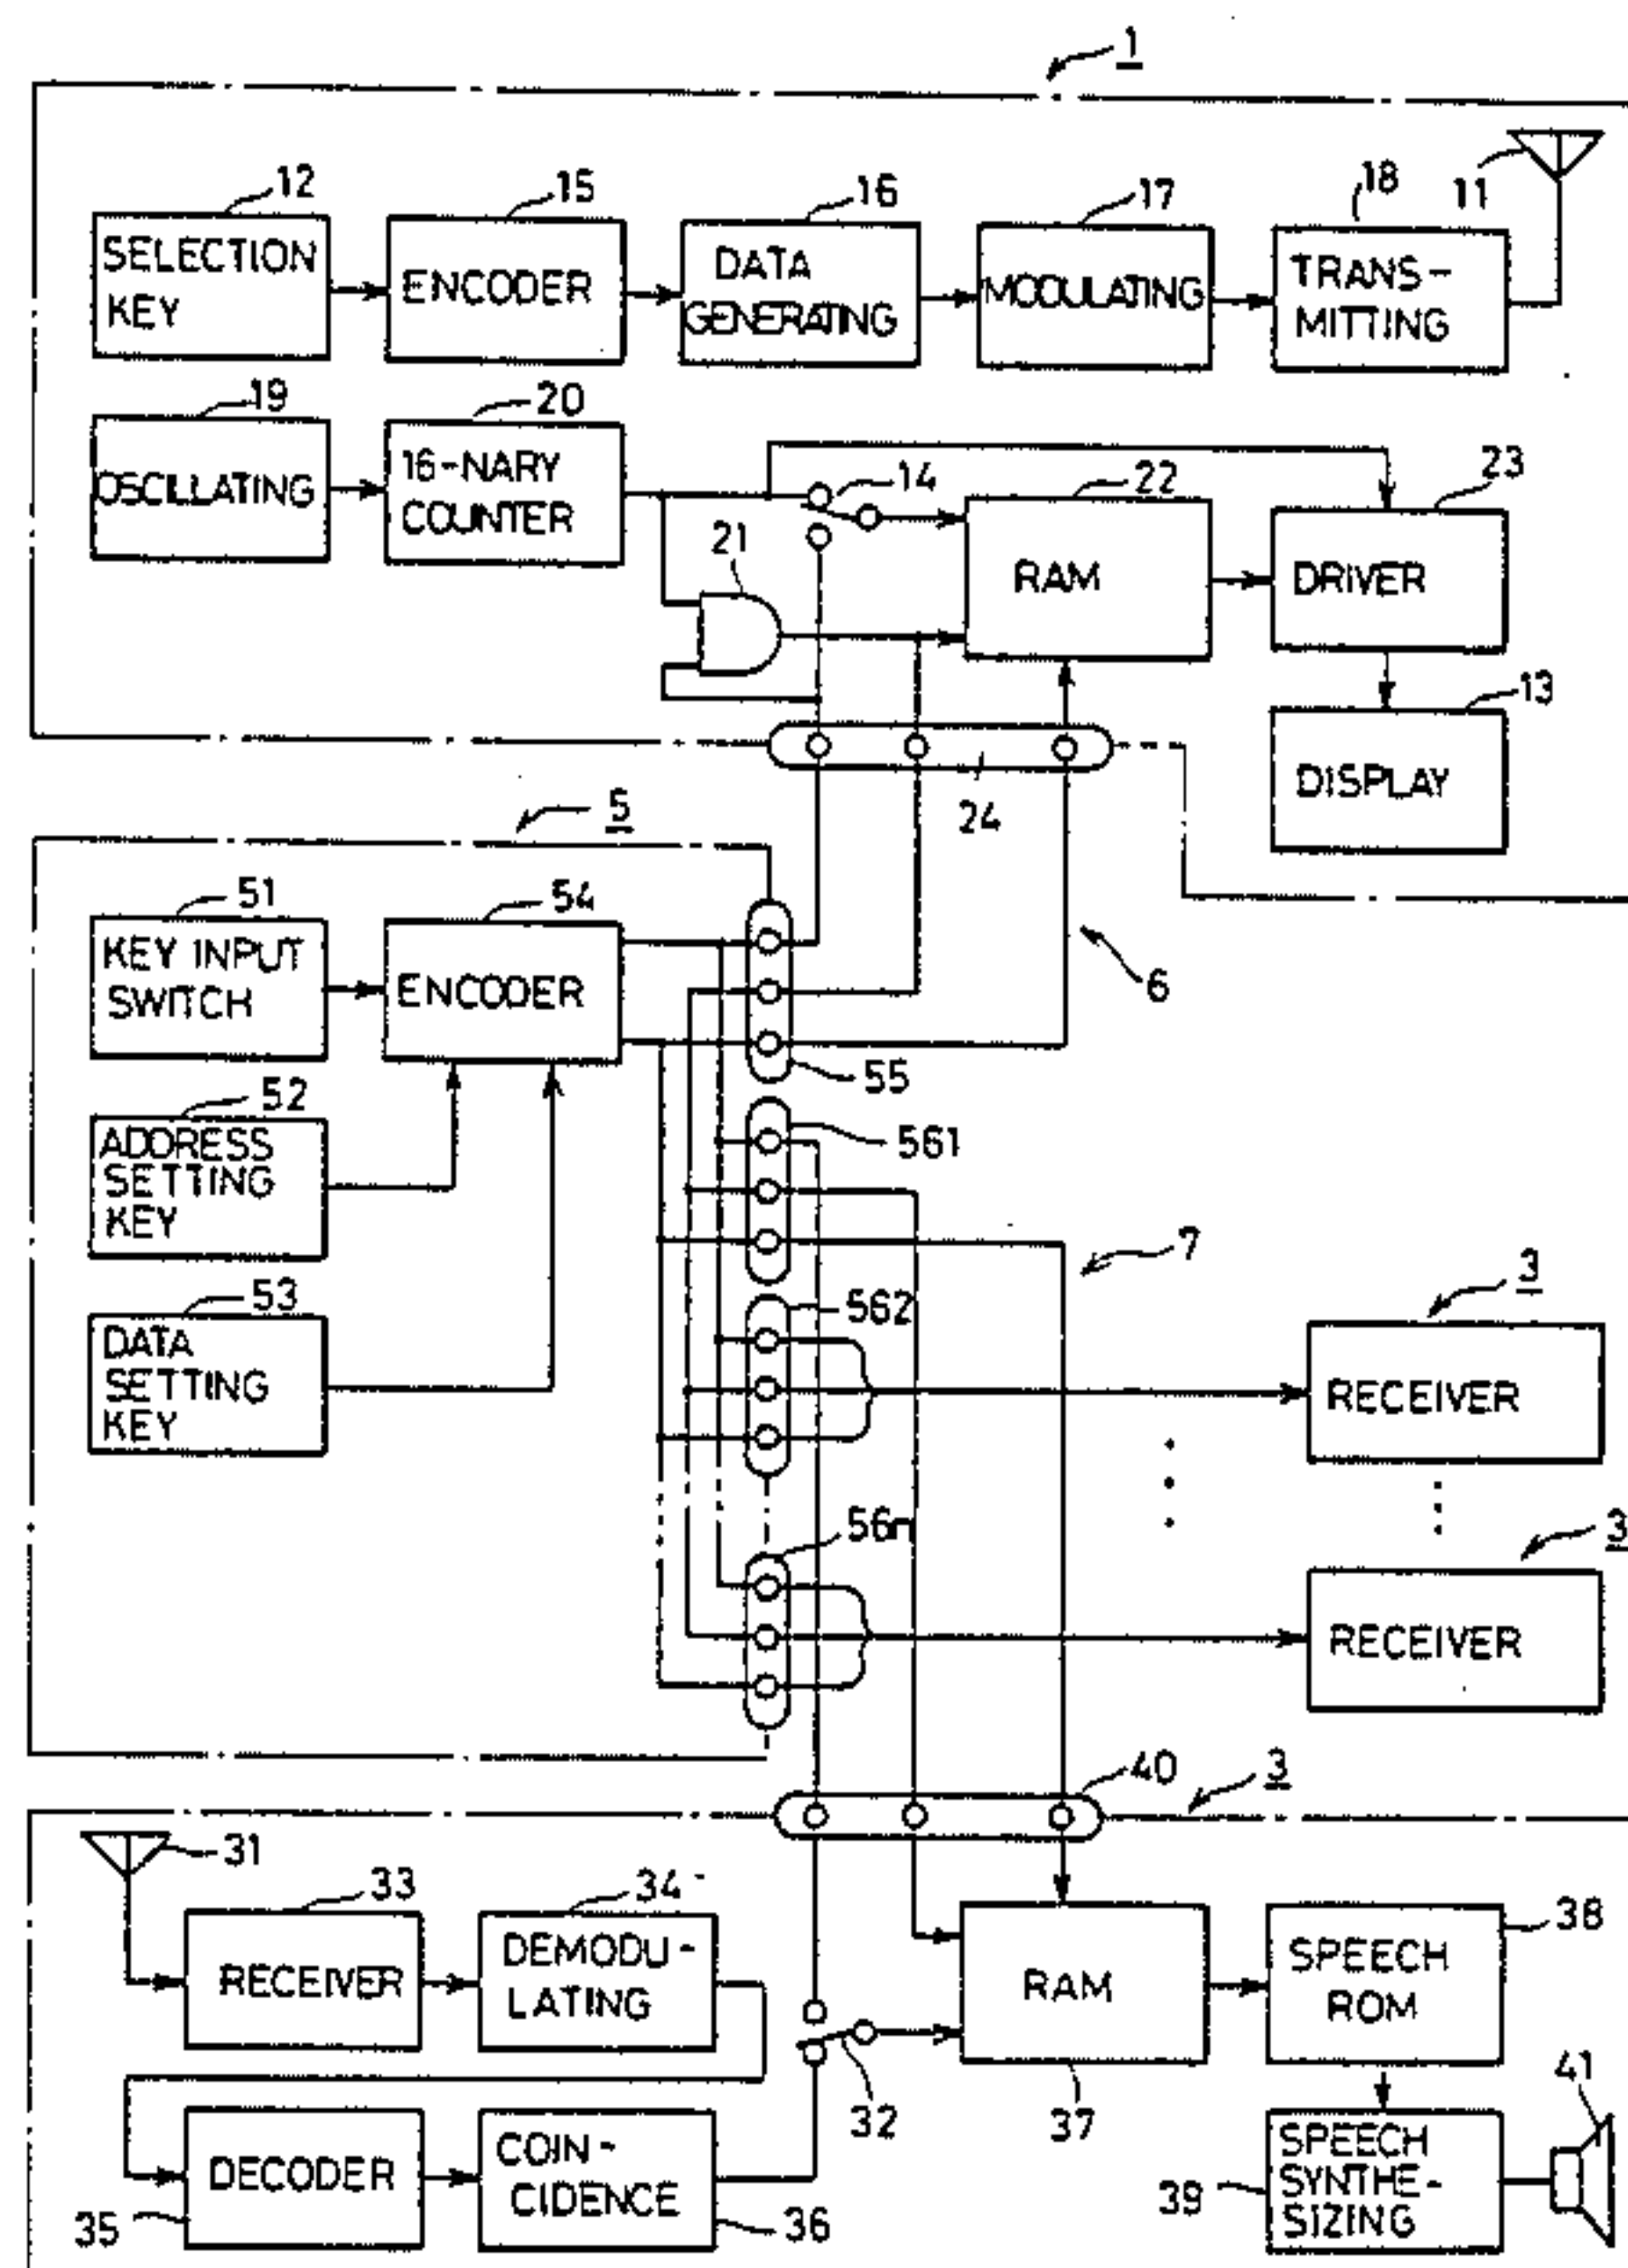 1
12
15
16
17
18
11
SELECTION
KEY
ENCODER
DATA
GENERATING
MODULATING
TRANS-
MITTING
19
20
14
22
23
OSCILLATING
16-NARY
COUNTER
21
RAM
DRIVER
13
DISPLAY
24
5
51
54
KEY INPUT
SWITCH
ENCODER
6
55
52
ADDRESS
SETTING
KEY
561
7
53
DATA
SETTING
KEY
562
3
RECEIVER
56n
3
RECEIVER
40
3
31
33
34
38
RECEIVER
DEMODU-
LATING
RAM
SPEECH
ROM
32
37
41
DECODER
COIN-
CIDENCE
SPEECH
SYNTHE-
SIZING
35
36
39